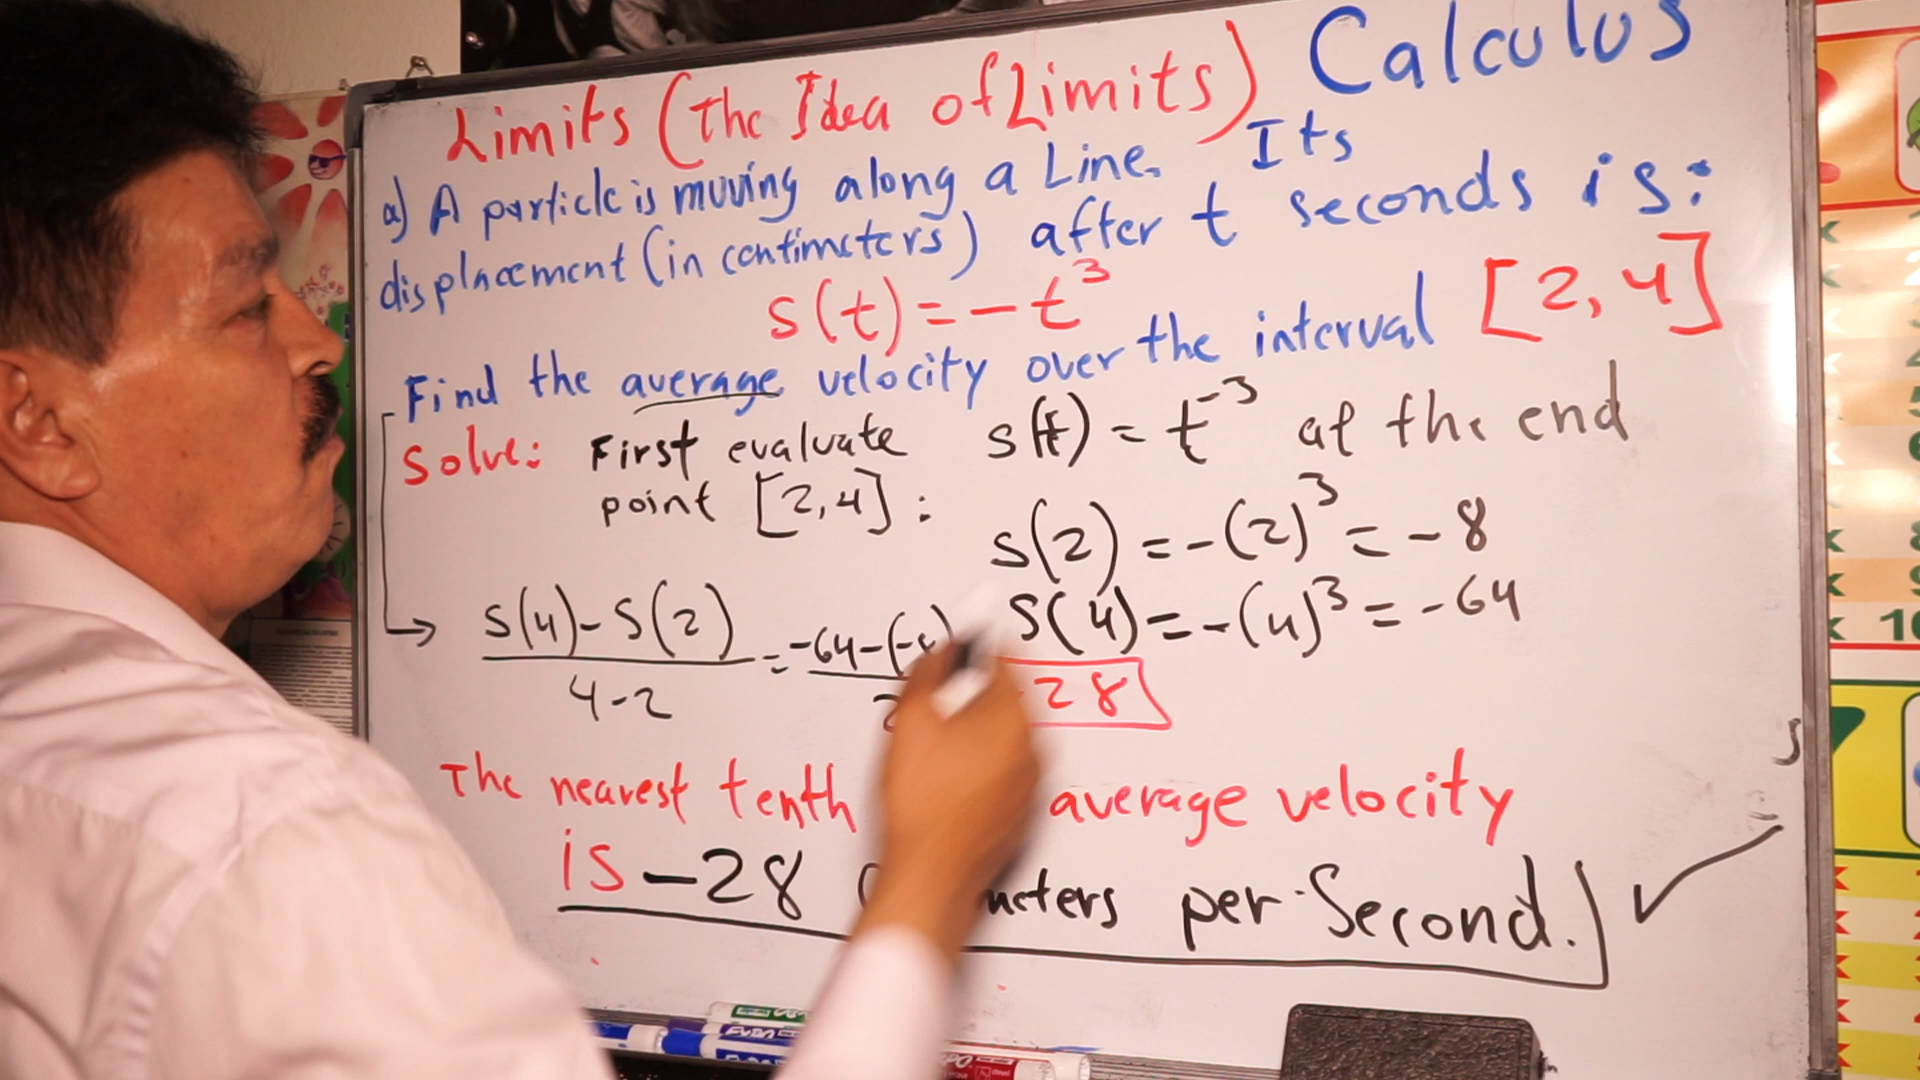 Limits (The Idea of Limits) Calculus
a) A particle is moving along a Line. Its
displacement (in centimeters) after t seconds is:
s(t) = -t³
Find the average velocity over the interval [2,4]
Solve: First evaluate s(t) = t⁻³ at the end
point [2,4]:
s(2) = -(2)³ = -8
S(4) = -(4)³ = -64
S(4)-S(2) = -64-(-8)
4-2
28
The nearest tenth average velocity
is -28 meters per Second.